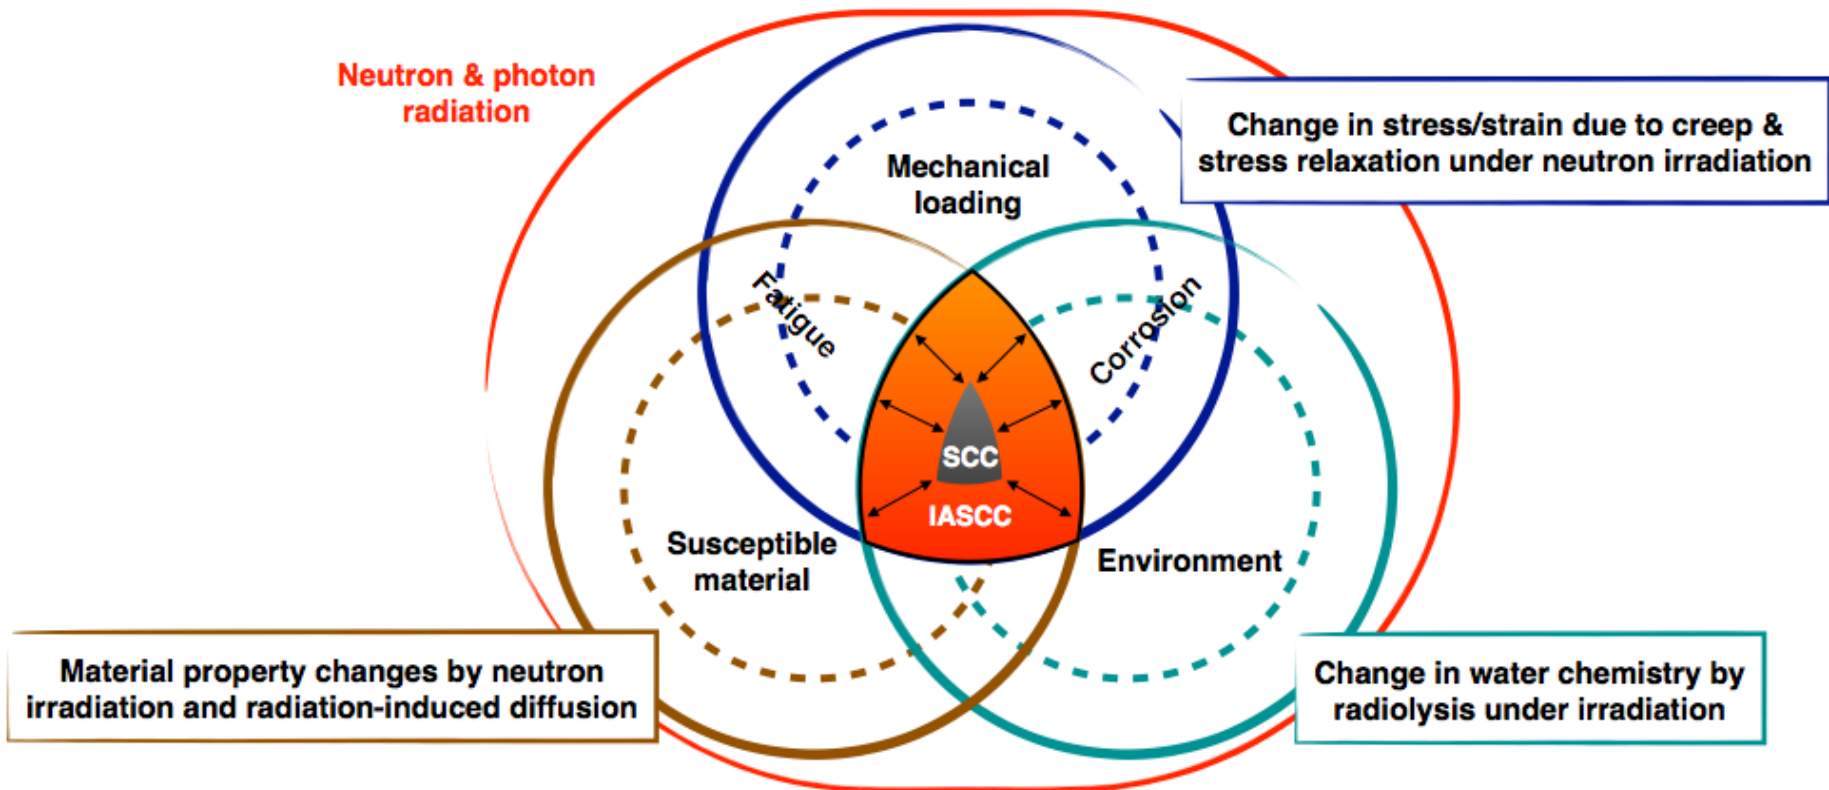 Neutron & photon
radiation
Change in stress/strain due to creep &
stress relaxation under neutron irradiation
Mechanical
loading
Fatigue
Corrosion
SCC
IASCC
Susceptible
material
Environment
Material property changes by neutron
irradiation and radiation-induced diffusion
Change in water chemistry by
radiolysis under irradiation